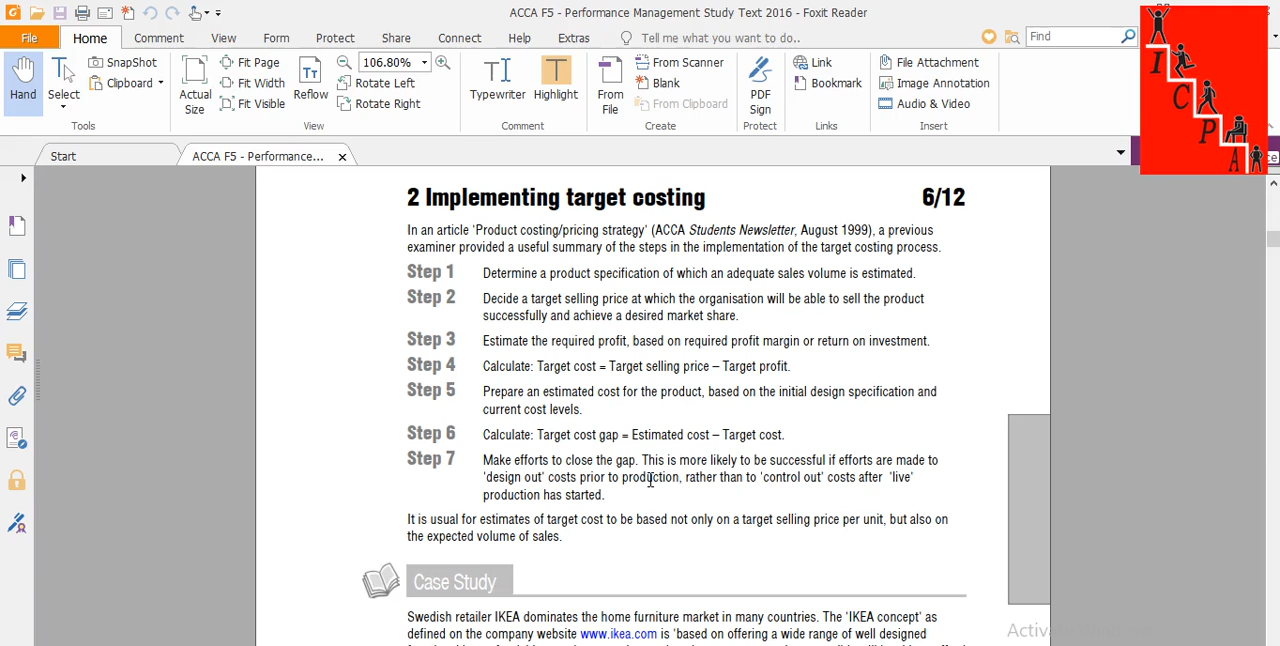 ACCA F5 - Performance Management Study Text 2016 - Foxit Reader
File Home Comment View Form Protect Share Connect Help Extras Tell me what you want to do.. Find
Hand Select SnapShot Clipboard Actual Size Fit Page Fit Width Fit Visible Reflow 106.80% Rotate Left Rotate Right Typewriter Highlight From File From Scanner Blank From Clipboard PDF Sign Link Bookmark File Attachment Image Annotation Audio & Video
Tools View Comment Create Protect Links Insert
I C P A
Start ACCA F5 - Performance...
2 Implementing target costing 6/12
In an article 'Product costing/pricing strategy' (ACCA Students Newsletter, August 1999), a previous
examiner provided a useful summary of the steps in the implementation of the target costing process.
Step 1 Determine a product specification of which an adequate sales volume is estimated.
Step 2 Decide a target selling price at which the organisation will be able to sell the product
successfully and achieve a desired market share.
Step 3 Estimate the required profit, based on required profit margin or return on investment.
Step 4 Calculate: Target cost = Target selling price – Target profit.
Step 5 Prepare an estimated cost for the product, based on the initial design specification and
current cost levels.
Step 6 Calculate: Target cost gap = Estimated cost – Target cost.
Step 7 Make efforts to close the gap. This is more likely to be successful if efforts are made to
'design out' costs prior to production, rather than to 'control out' costs after 'live'
production has started.
It is usual for estimates of target cost to be based not only on a target selling price per unit, but also on
the expected volume of sales.
Case Study
Swedish retailer IKEA dominates the home furniture market in many countries. The 'IKEA concept' as
defined on the company website www.ikea.com is 'based on offering a wide range of well designed